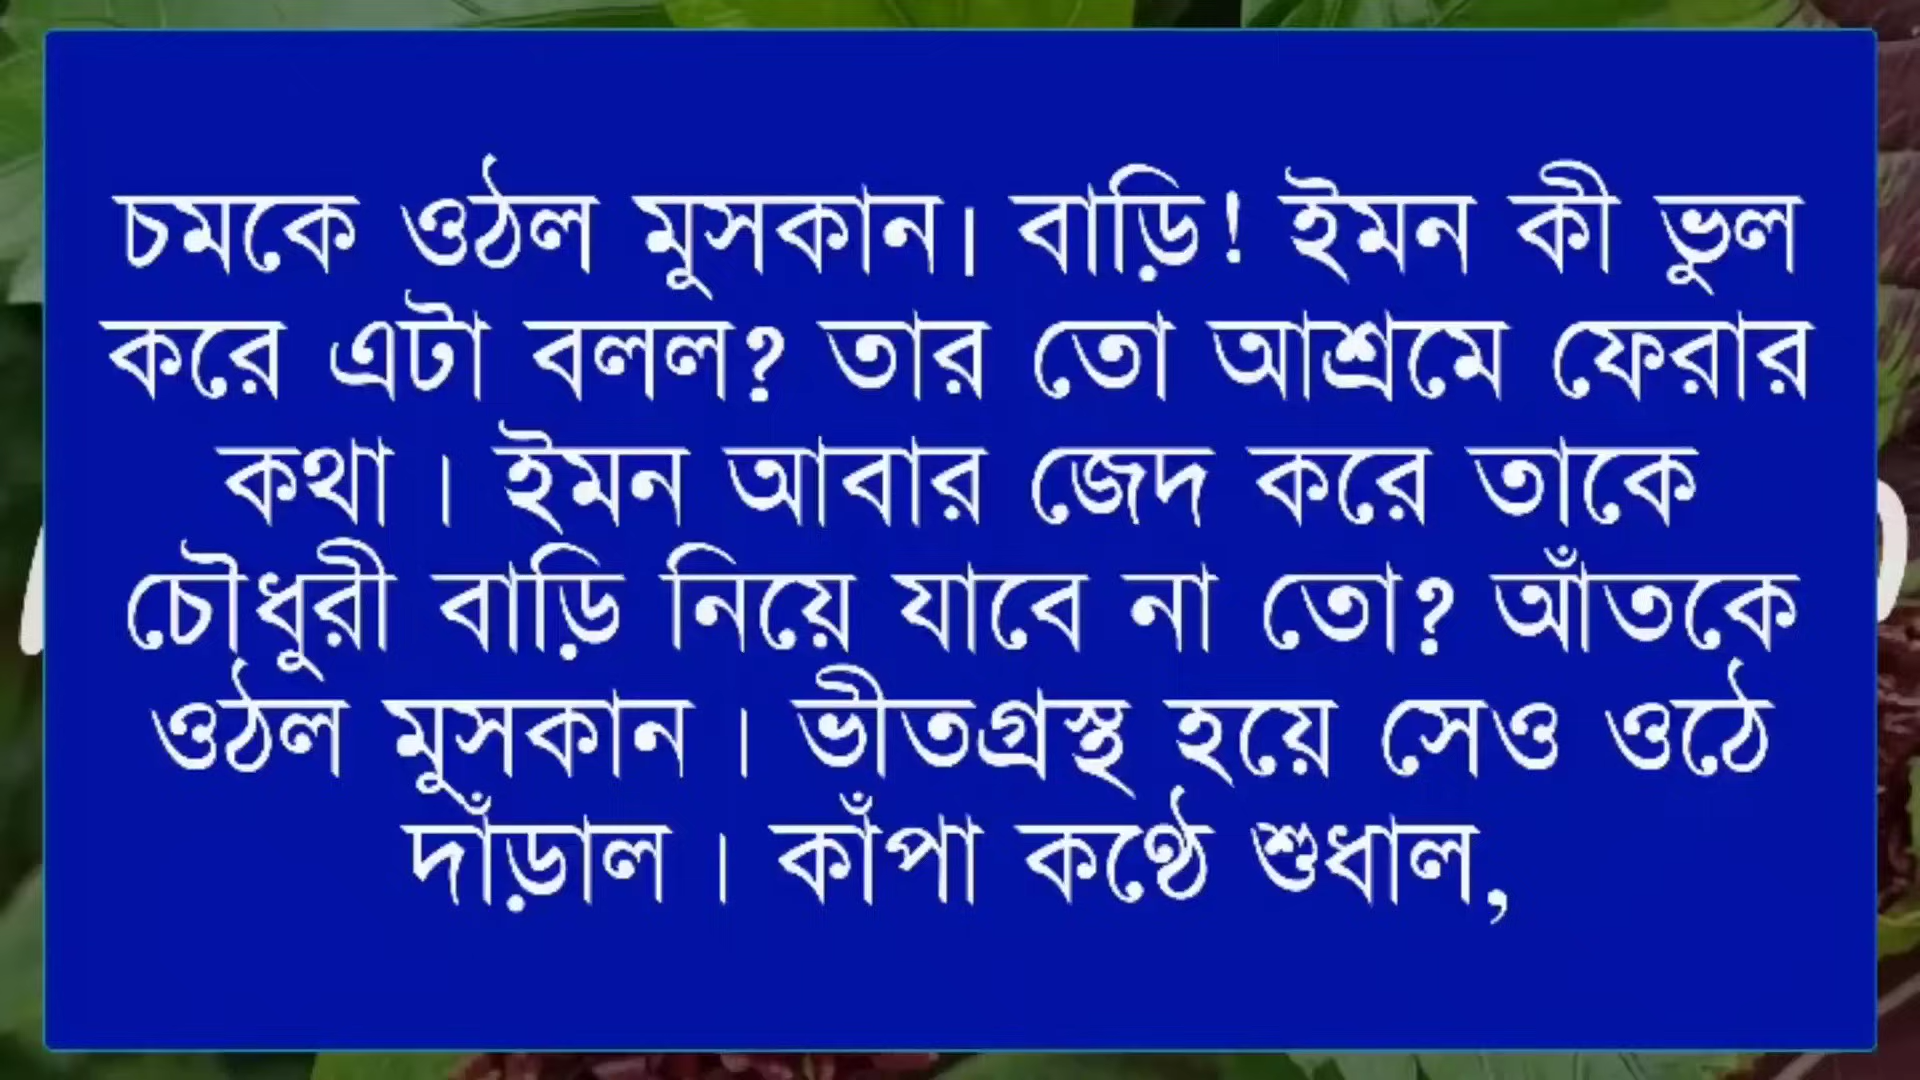 চমকে ওঠল মুসকান। বাড়ি! ইমন কী ভুল
করে এটা বলল? তার তো আশ্রমে ফেরার
কথা । ইমন আবার জেদ করে তাকে
চৌধুরী বাড়ি নিয়ে যাবে না তো? আঁতকে
ওঠল মুসকান । ভীতগ্রস্থ হয়ে সেও ওঠে
দাঁড়াল । কাঁপা কণ্ঠে শুধাল,